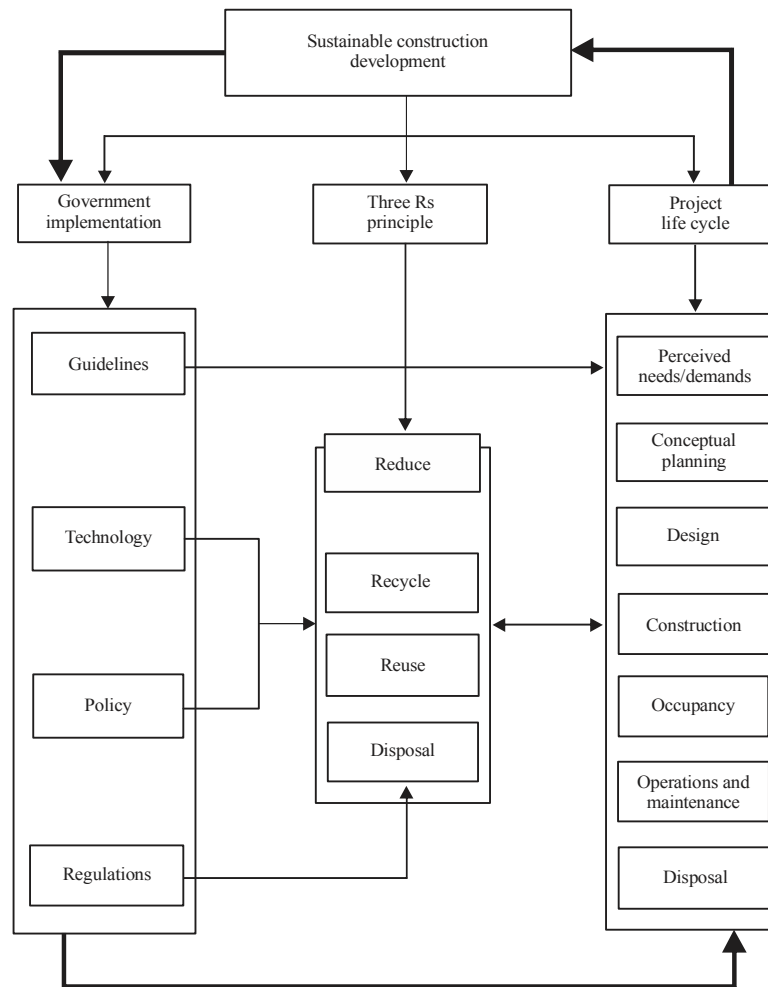 Sustainable construction
development
Government
implementation
Three Rs
principle
Project
life cycle
Guidelines
Technology
Policy
Regulations
Reduce
Recycle
Reuse
Disposal
Perceived
needs/demands
Conceptual
planning
Design
Construction
Occupancy
Operations and
maintenance
Disposal